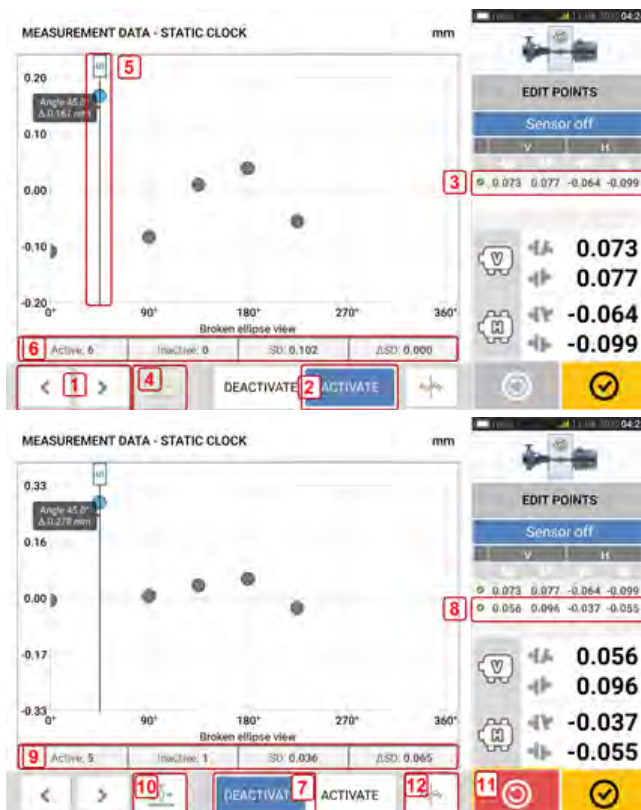 MEASUREMENT DATA - STATIC CLOCK mm
04:2
5
0.20
Angle 45.0°
Δ 0.167 mm
0.10
0.00
-0.10
-0.20
0° 90° 180° 270° 360°
Broken ellipse view
6 Active: 6 Inactive: 0 SD: 0.102 ΔSD: 0.000
1 4 DEACTIVATE 2 ACTIVATE
EDIT POINTS
Sensor off
V H
3 0.073 0.077 -0.064 -0.099
V 0.073
0.077
H -0.064
-0.099
MEASUREMENT DATA - STATIC CLOCK mm
04:2
0.33
Angle 45.0°
Δ 0.278 mm
0.16
0.00
-0.17
-0.33
0° 90° 180° 270° 360°
Broken ellipse view
9 Active: 5 Inactive: 1 SD: 0.036 ΔSD: 0.065
10 DEACTIVAT 7 ACTIVATE 12
EDIT POINTS
Sensor off
V H
0.073 0.077 -0.064 -0.099
8 0.056 0.096 -0.037 -0.055
V 0.056
0.096
H -0.037
-0.055
11